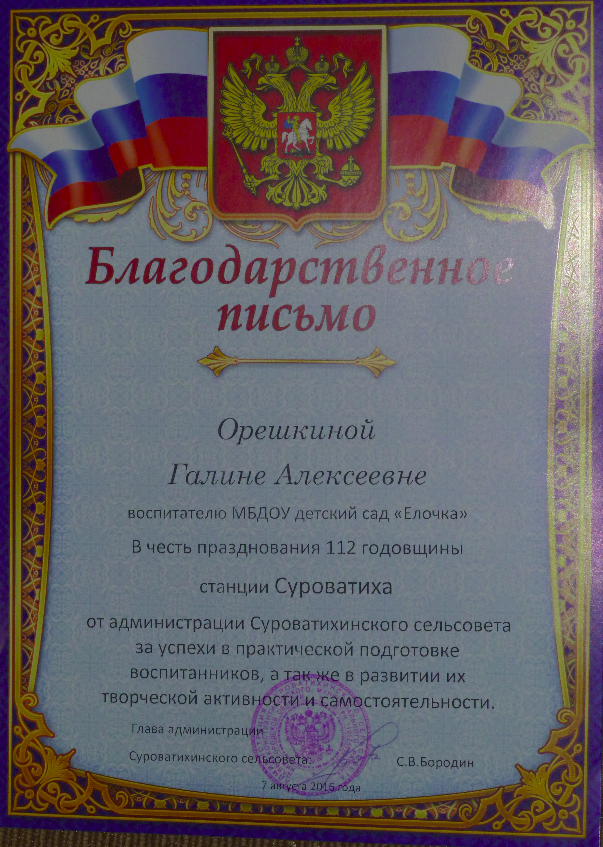 Благодарственное
письмо
Орешкиной
Галине Алексеевне
воспитателю МБДОУ детский сад «Елочка»
В честь празднования 112 годовщины
станции Суроватиха
от администрации Суроватихинского сельсовета
за успехи в практической подготовке
воспитанников, а так же в развитии их
творческой активности и самостоятельности.
Глава администрации
Суроватихинского сельсовета: С.В.Бородин
7 августа 2015 года